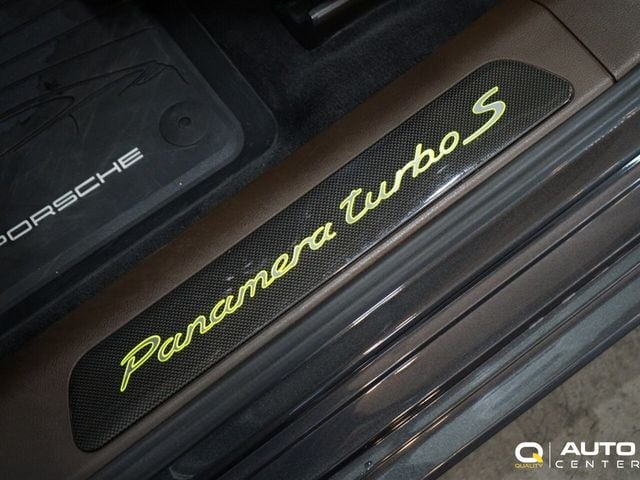 PORSCHE
Panamera turbo S
Q QUALITY
AUTO
CENTER